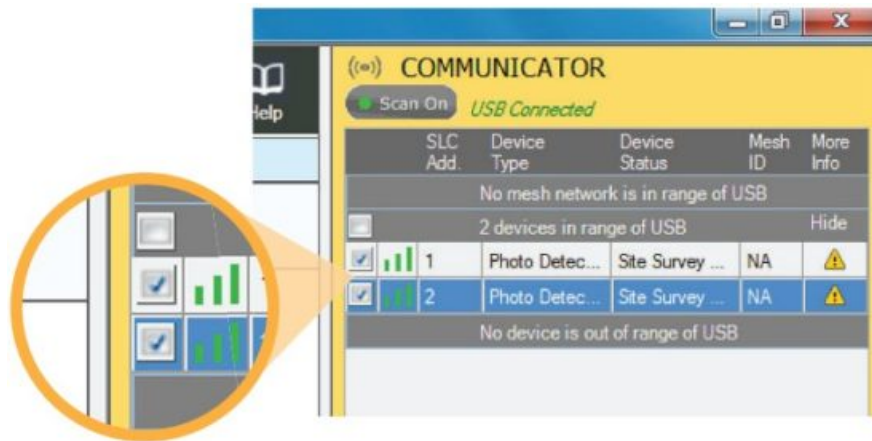 COMMUNICATOR
Help
Scan On USB Connected
SLC Add. Device Type Device Status Mesh ID More Info
No mesh network is in range of USB
2 devices in range of USB Hide
1 Photo Detec... Site Survey ... NA
2 Photo Detec... Site Survey ... NA
No device is out of range of USB